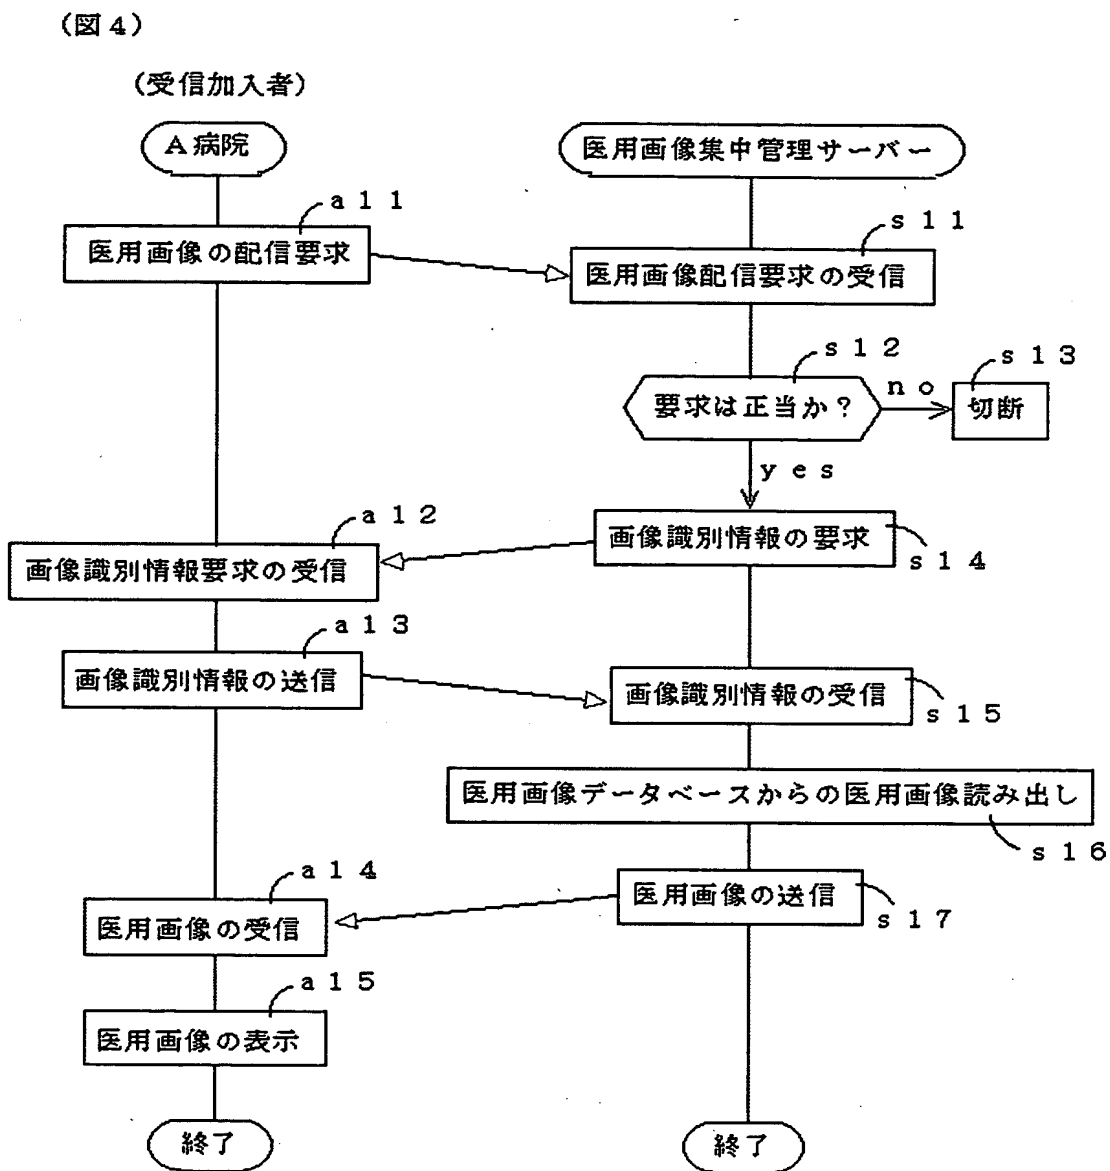 （図４）
（受信加入者）
Ａ病院
医用画像集中管理サーバー
ａ１１
医用画像の配信要求
ｓ１１
医用画像配信要求の受信
ｓ１２
要求は正当か？
ｎｏ
ｓ１３
切断
ｙｅｓ
画像識別情報の要求
ｓ１４
ａ１２
画像識別情報要求の受信
ａ１３
画像識別情報の送信
画像識別情報の受信
ｓ１５
医用画像データベースからの医用画像読み出し
ｓ１６
医用画像の送信
ｓ１７
ａ１４
医用画像の受信
ａ１５
医用画像の表示
終了
終了